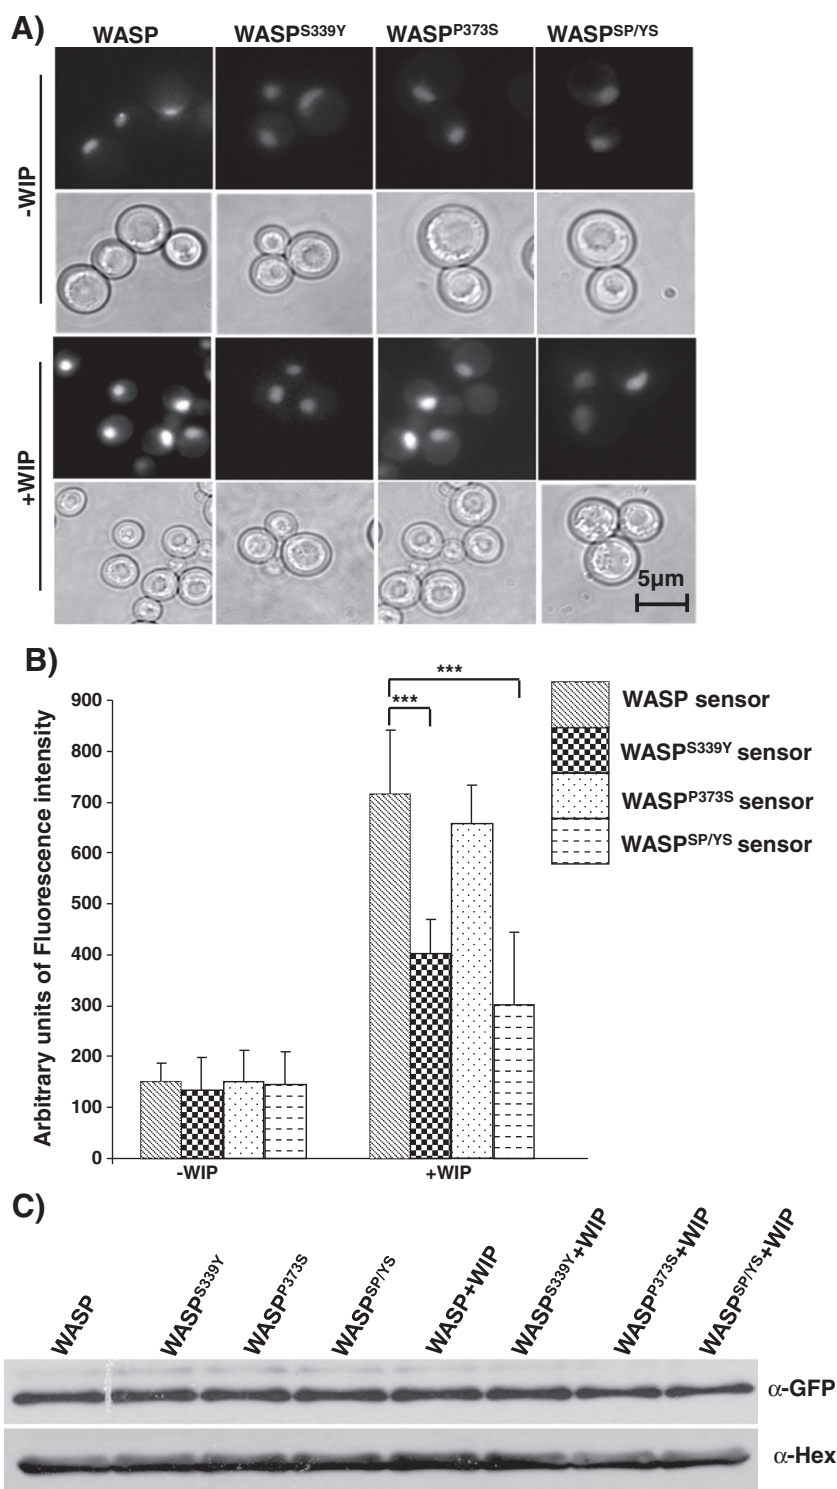 A)
WASP WASPS339Y WASPP373S WASPSP/YS
-WIP
+WIP
5µm
B)
***
***
WASP sensor
WASPS339Y sensor
WASPP373S sensor
WASPSP/YS sensor
Arbitrary units of Fluorescence intensity
900
800
700
600
500
400
300
200
100
0
-WIP +WIP
C)
WASP WASPS339Y WASPP373S WASPSP/YS WASP+WIP WASPS339Y+WIP WASPP373S+WIP WASPSP/YS+WIP
α-GFP
α-Hex